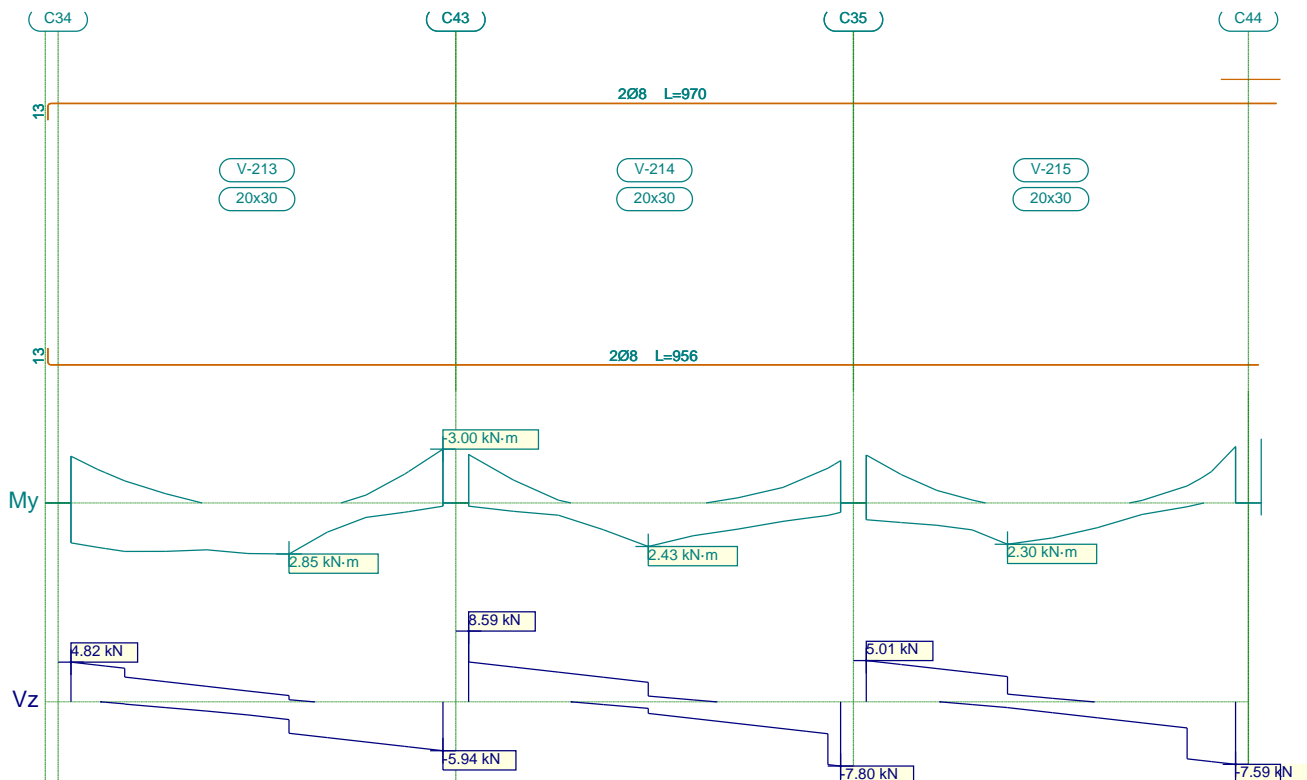 C34 C43 C35 C44
2Ø8 L=970
13
V-213 V-214 V-215
20x30 20x30 20x30
13
2Ø8 L=956
-3.00 kN·m
My
2.85 kN·m 2.43 kN·m 2.30 kN·m
8.59 kN
4.82 kN 5.01 kN
Vz
-5.94 kN -7.80 kN -7.59 kN